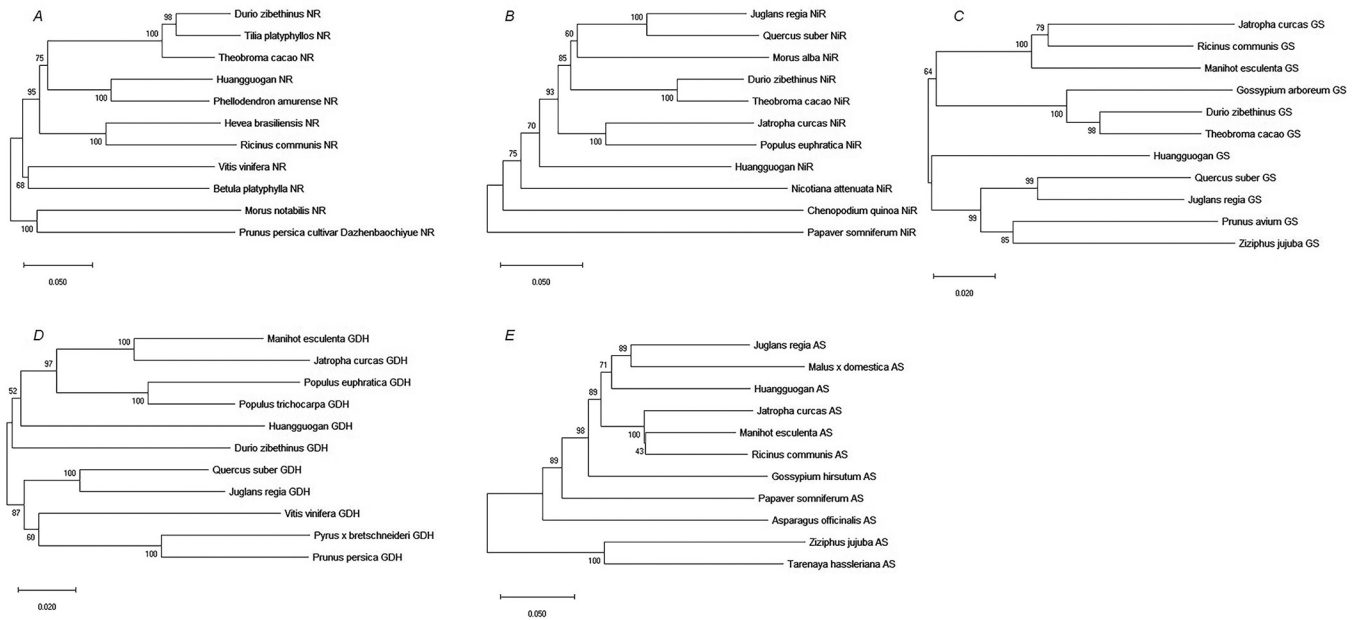 A
Durio zibethinus NR
98
Tilia platyphyllos NR
100
Theobroma cacao NR
75
Huangguogan NR
100
Phellodendron amurense NR
95
Hevea brasiliensis NR
100
Ricinus communis NR
Vitis vinifera NR
68
Betula platyphylla NR
Morus notabilis NR
100
Prunus persica cultivar Dazhenbaochiyue NR
0.050
B
Juglans regia NiR
100
Quercus suber NiR
60
Morus alba NiR
85
Durio zibethinus NiR
100
Theobroma cacao NiR
93
Jatropha curcas NiR
100
Populus euphratica NiR
70
Huangguogan NiR
75
Nicotiana attenuata NiR
Chenopodium quinoa NiR
Papaver somniferum NiR
0.050
C
Jatropha curcas GS
79
Ricinus communis GS
100
Manihot esculenta GS
64
Gossypium arboreum GS
100
Durio zibethinus GS
98
Theobroma cacao GS
Huangguogan GS
Quercus suber GS
99
Juglans regia GS
99
Prunus avium GS
85
Ziziphus jujuba GS
0.020
D
Manihot esculenta GDH
100
Jatropha curcas GDH
97
Populus euphratica GDH
100
Populus trichocarpa GDH
52
Huangguogan GDH
Durio zibethinus GDH
Quercus suber GDH
100
Juglans regia GDH
87
Vitis vinifera GDH
60
Pyrus x bretschneideri GDH
100
Prunus persica GDH
0.020
E
Juglans regia AS
89
Malus x domestica AS
71
Huangguogan AS
89
Jatropha curcas AS
100
Manihot esculenta AS
43
Ricinus communis AS
98
Gossypium hirsutum AS
89
Papaver somniferum AS
Asparagus officinalis AS
Ziziphus jujuba AS
100
Tarenaya hassleriana AS
0.050